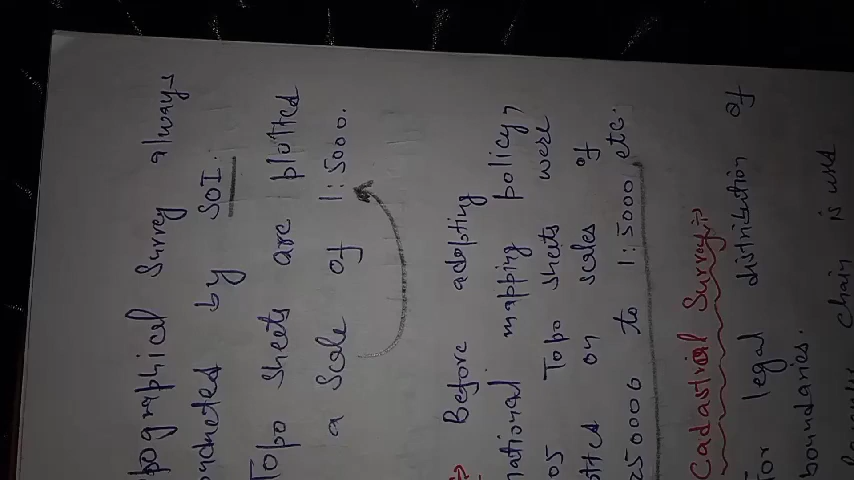 pographical Survey always
onducted by SOI.
Topo sheets are plotted
a scale of 1:5000.
Before adopting
national mapping policy,
05 Topo sheets were
otted on scales of
250000 to 1:5000 etc.
Cadastral Survey:-
For legal distribution of
boundaries.
chain is used